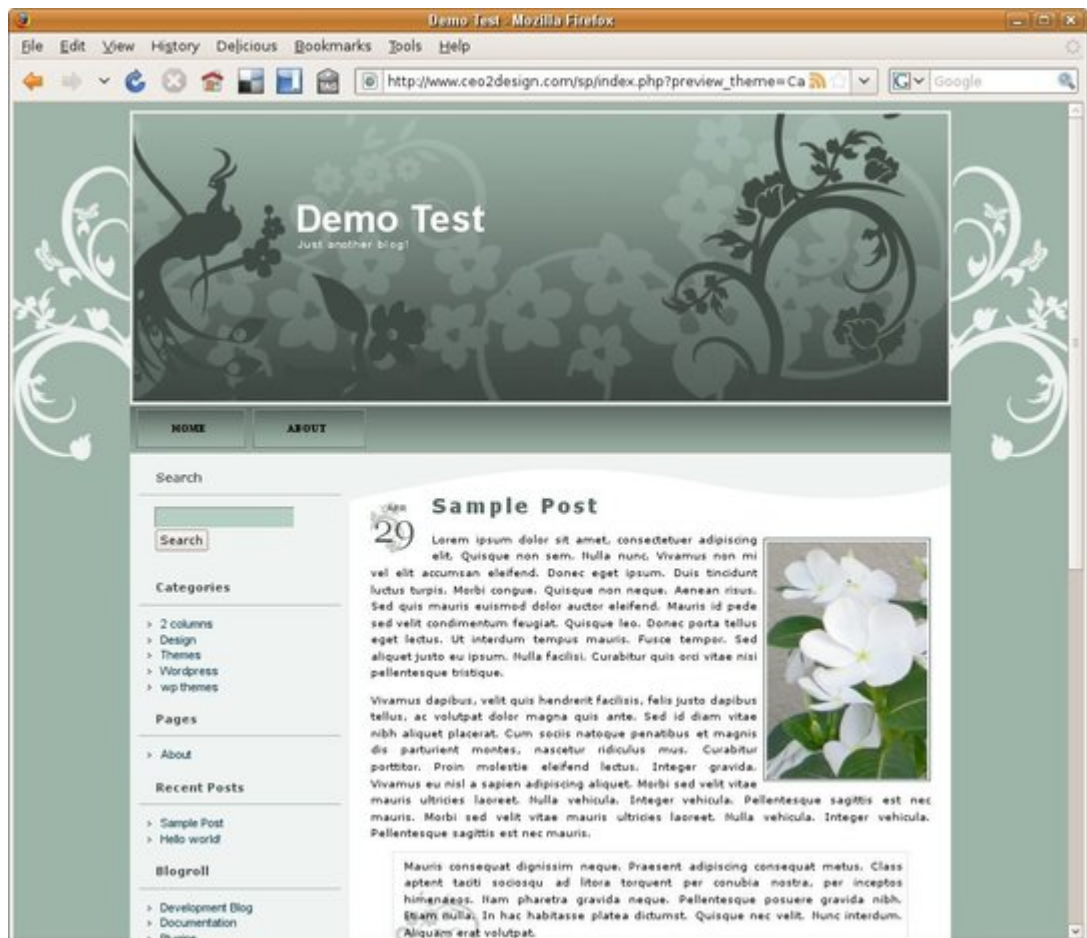 Demo Test - Mozilla Firefox
File Edit View History Delicious Bookmarks Tools Help
http://www.ceo2design.com/sp/index.php?preview_theme=Ca
Google
TAG
Demo Test
Just another blog!
HOME ABOUT
Search
Search
Categories
2 columns
Design
Themes
Wordpress
wp themes
Pages
About
Recent Posts
Sample Post
Hello world!
Blogroll
Development Blog
Documentation
Plugins
APR
29
Sample Post
Lorem ipsum dolor sit amet, consectetuer adipiscing
elit. Quisque non sem. Nulla nunc. Vivamus non mi
vel elit accumsan eleifend. Donec eget ipsum. Duis tincidunt
luctus turpis. Morbi congue. Quisque non neque. Aenean risus.
Sed quis mauris euismod dolor auctor eleifend. Mauris id pede
sed velit condimentum feugiat. Quisque leo. Donec porta tellus
eget lectus. Ut interdum tempus mauris. Fusce tempor. Sed
aliquet justo eu ipsum. Nulla facilisi. Curabitur quis orci vitae nisi
pellentesque tristique.
Vivamus dapibus, velit quis hendrerit facilisis, felis justo dapibus
tellus, ac volutpat dolor magna quis ante. Sed id diam vitae
nibh aliquet placerat. Cum sociis natoque penatibus et magnis
dis parturient montes, nascetur ridiculus mus. Curabitur
porttitor. Proin molestie eleifend lectus. Integer gravida.
Vivamus eu nisl a sapien adipiscing aliquet. Morbi sed velit vitae
mauris ultricies laoreet. Nulla vehicula. Integer vehicula. Pellentesque sagittis est nec
mauris. Morbi sed velit vitae mauris ultricies laoreet. Nulla vehicula. Integer vehicula.
Pellentesque sagittis est nec mauris.
Mauris consequat dignissim neque. Praesent adipiscing consequat metus. Class
aptent taciti sociosqu ad litora torquent per conubia nostra, per inceptos
himenaeos. Nam pharetra gravida neque. Pellentesque posuere gravida nibh.
Etiam nulla. In hac habitasse platea dictumst. Quisque nec velit. Nunc interdum.
Aliquam erat volutpat.